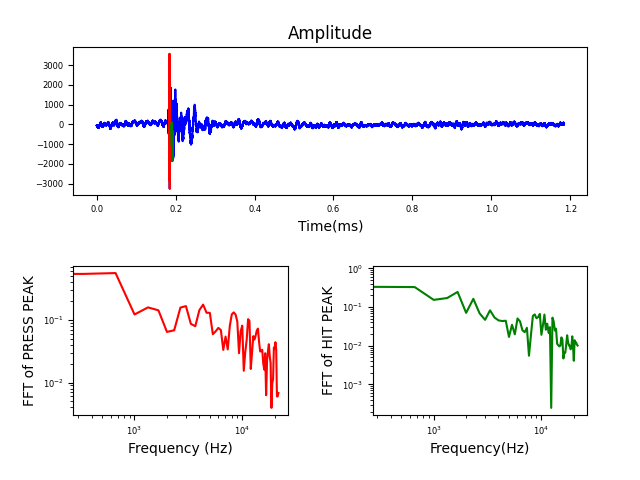 Amplitude
3000
2000
1000
0
−1000
−2000
−3000
0.0 0.2 0.4 0.6 0.8 1.0 1.2
Time(ms)
FFT of PRESS PEAK
10⁻¹
10⁻²
10³ 10⁴
Frequency (Hz)
FFT of HIT PEAK
10⁰
10⁻¹
10⁻²
10⁻³
10³ 10⁴
Frequency(Hz)